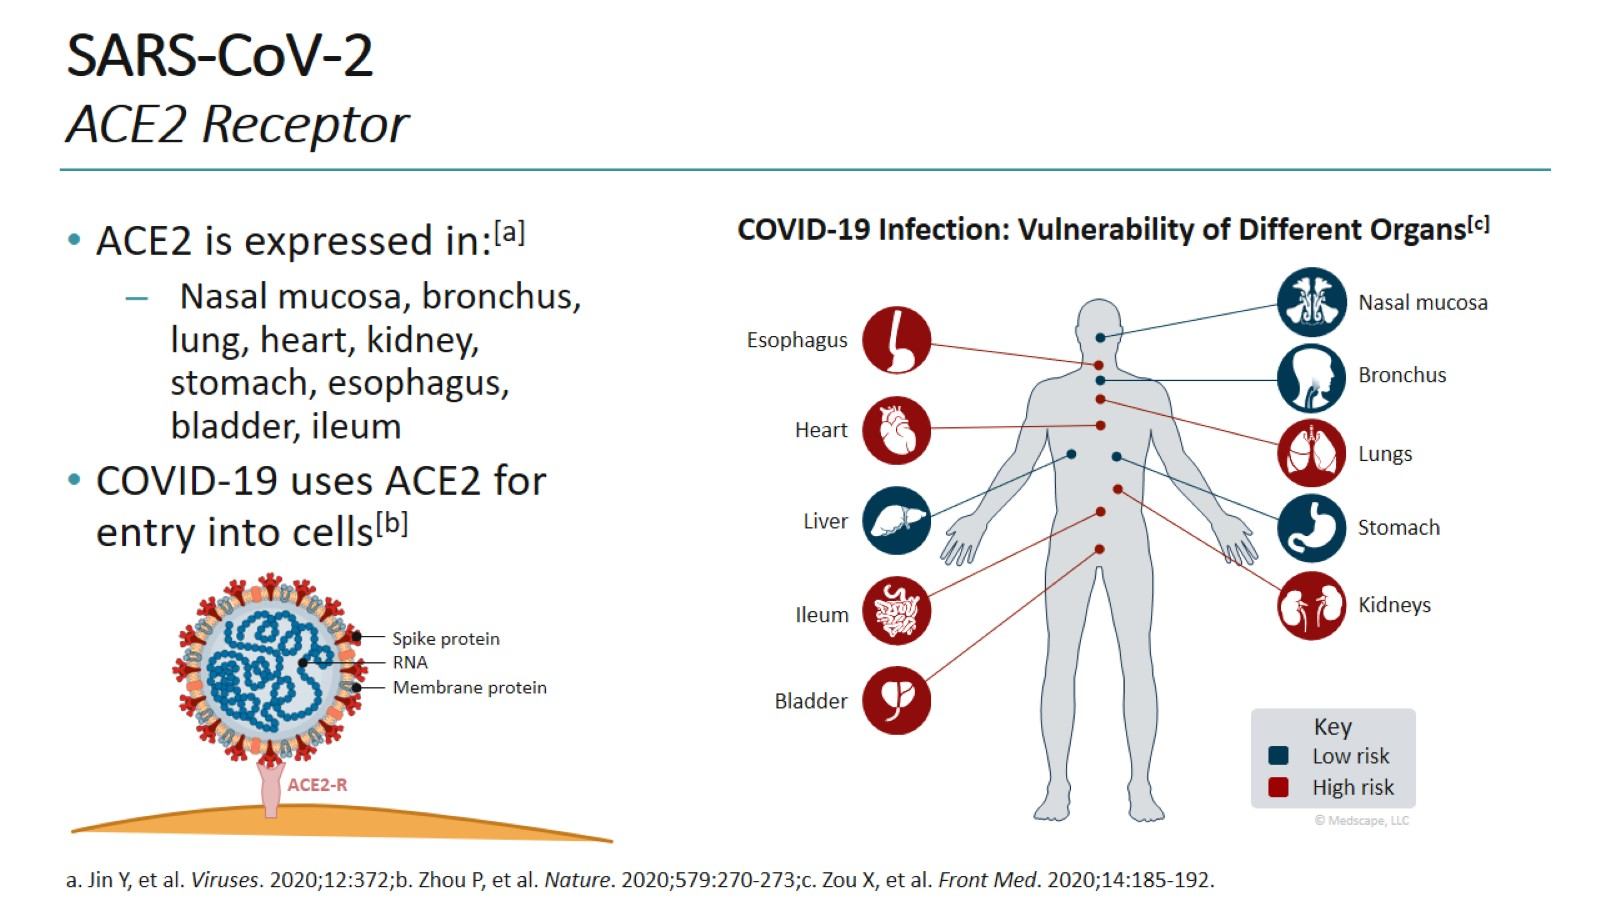 SARS-CoV-2
ACE2 Receptor
• ACE2 is expressed in:[a]
– Nasal mucosa, bronchus,
lung, heart, kidney,
stomach, esophagus,
bladder, ileum
• COVID-19 uses ACE2 for
entry into cells[b]
Spike protein
RNA
Membrane protein
ACE2-R
COVID-19 Infection: Vulnerability of Different Organs[c]
Esophagus
Heart
Liver
Ileum
Bladder
Nasal mucosa
Bronchus
Lungs
Stomach
Kidneys
Key
Low risk
High risk
© Medscape, LLC
a. Jin Y, et al. Viruses. 2020;12:372;b. Zhou P, et al. Nature. 2020;579:270-273;c. Zou X, et al. Front Med. 2020;14:185-192.